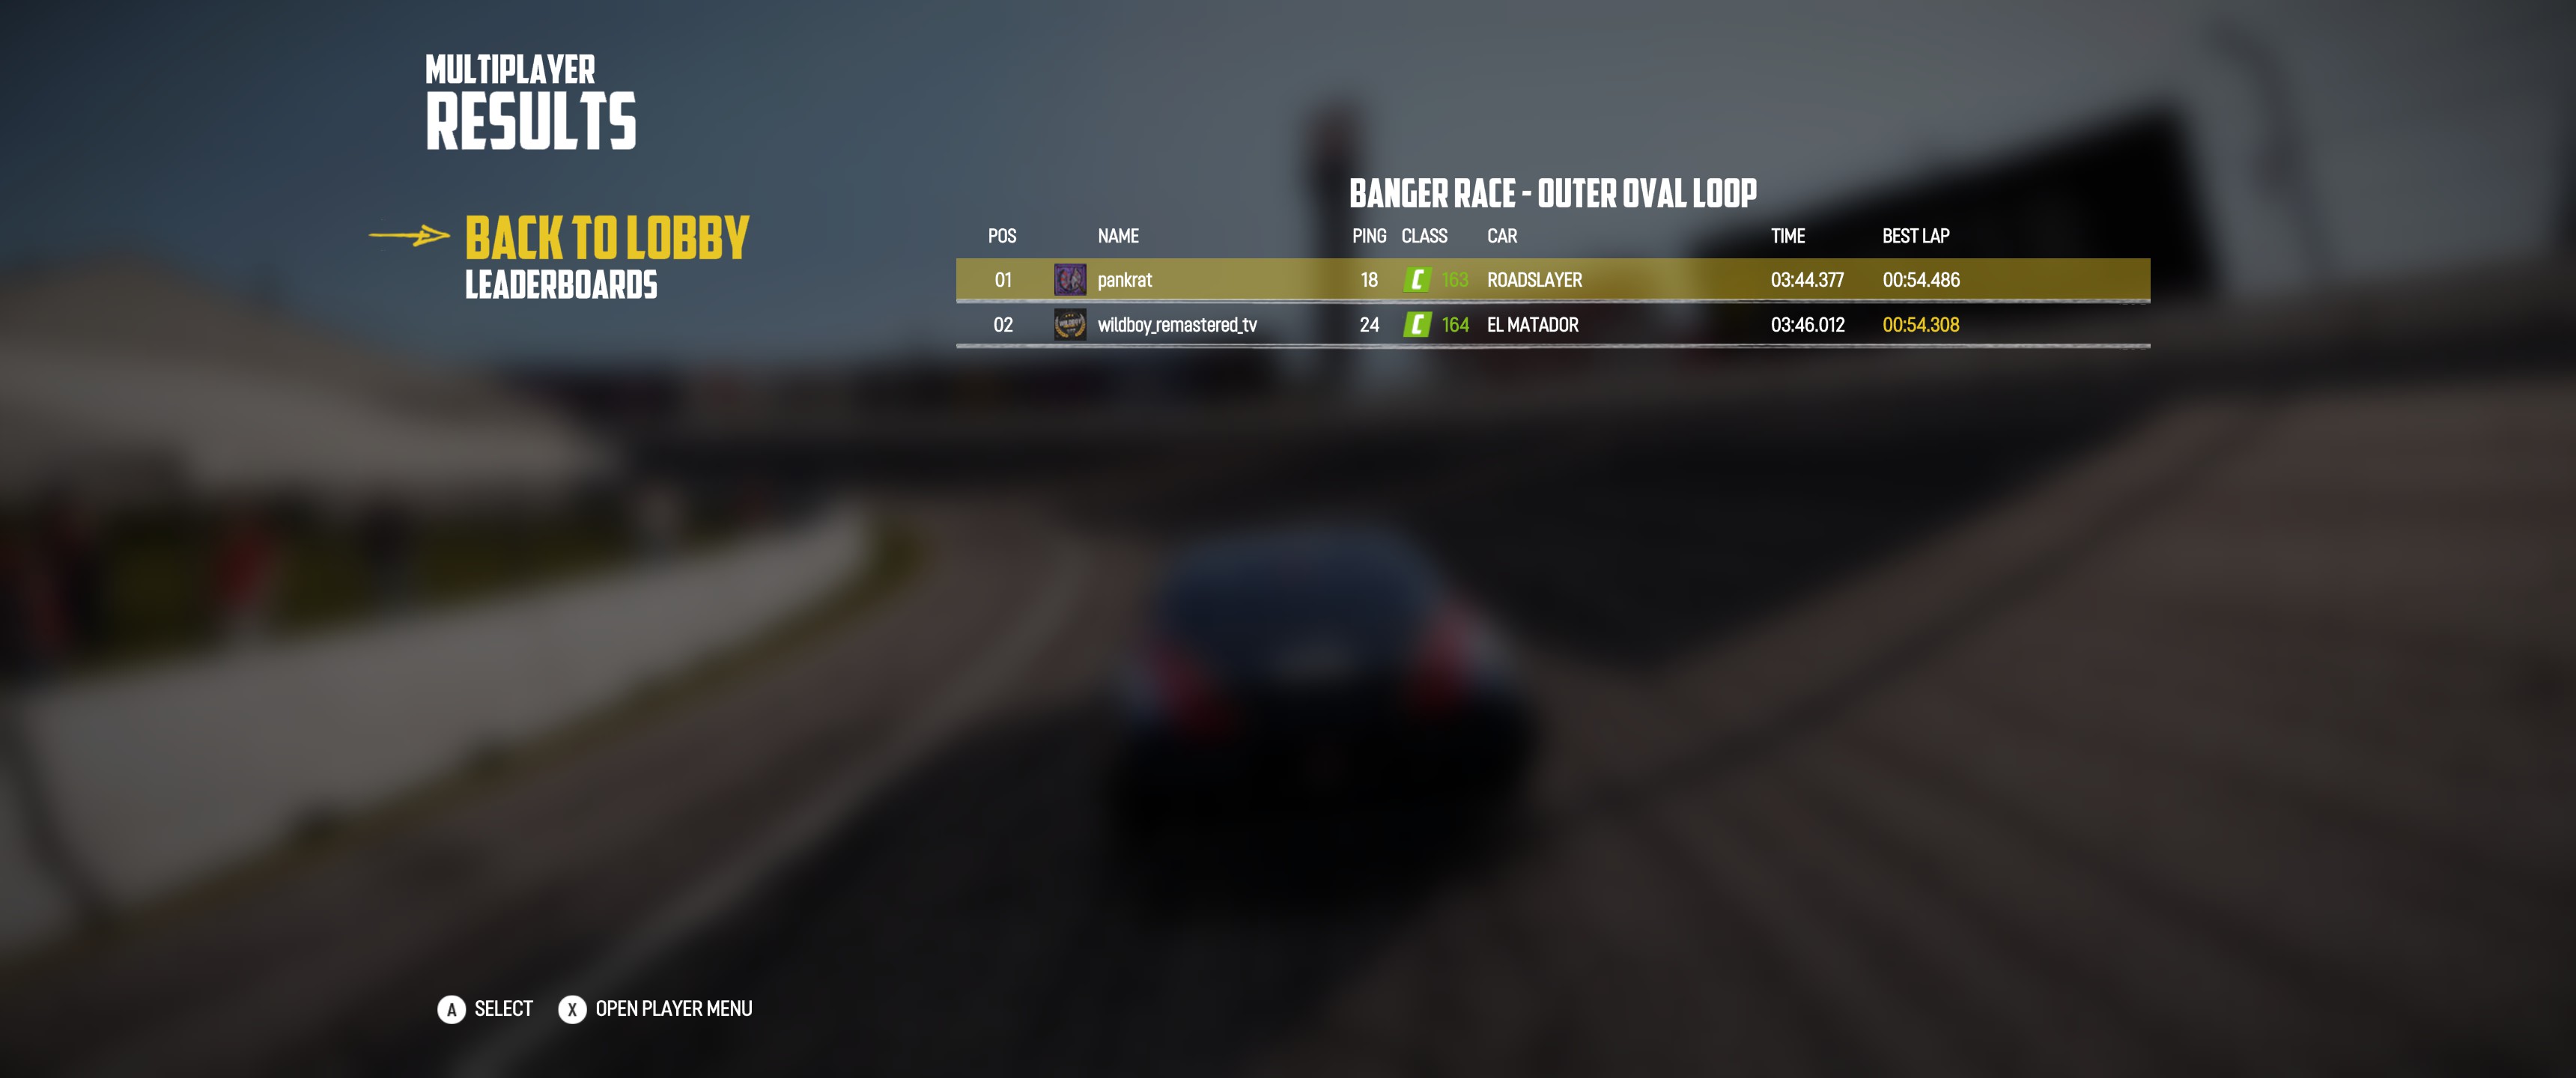 MULTIPLAYER
RESULTS
BACK TO LOBBY
LEADERBOARDS
BANGER RACE - OUTER OVAL LOOP
POS NAME PING CLASS CAR TIME BEST LAP
01 pankrat 18 C 163 ROADSLAYER 03:44.377 00:54.486
02 wildboy_remastered_tv 24 C 164 EL MATADOR 03:46.012 00:54.308
A SELECT X OPEN PLAYER MENU